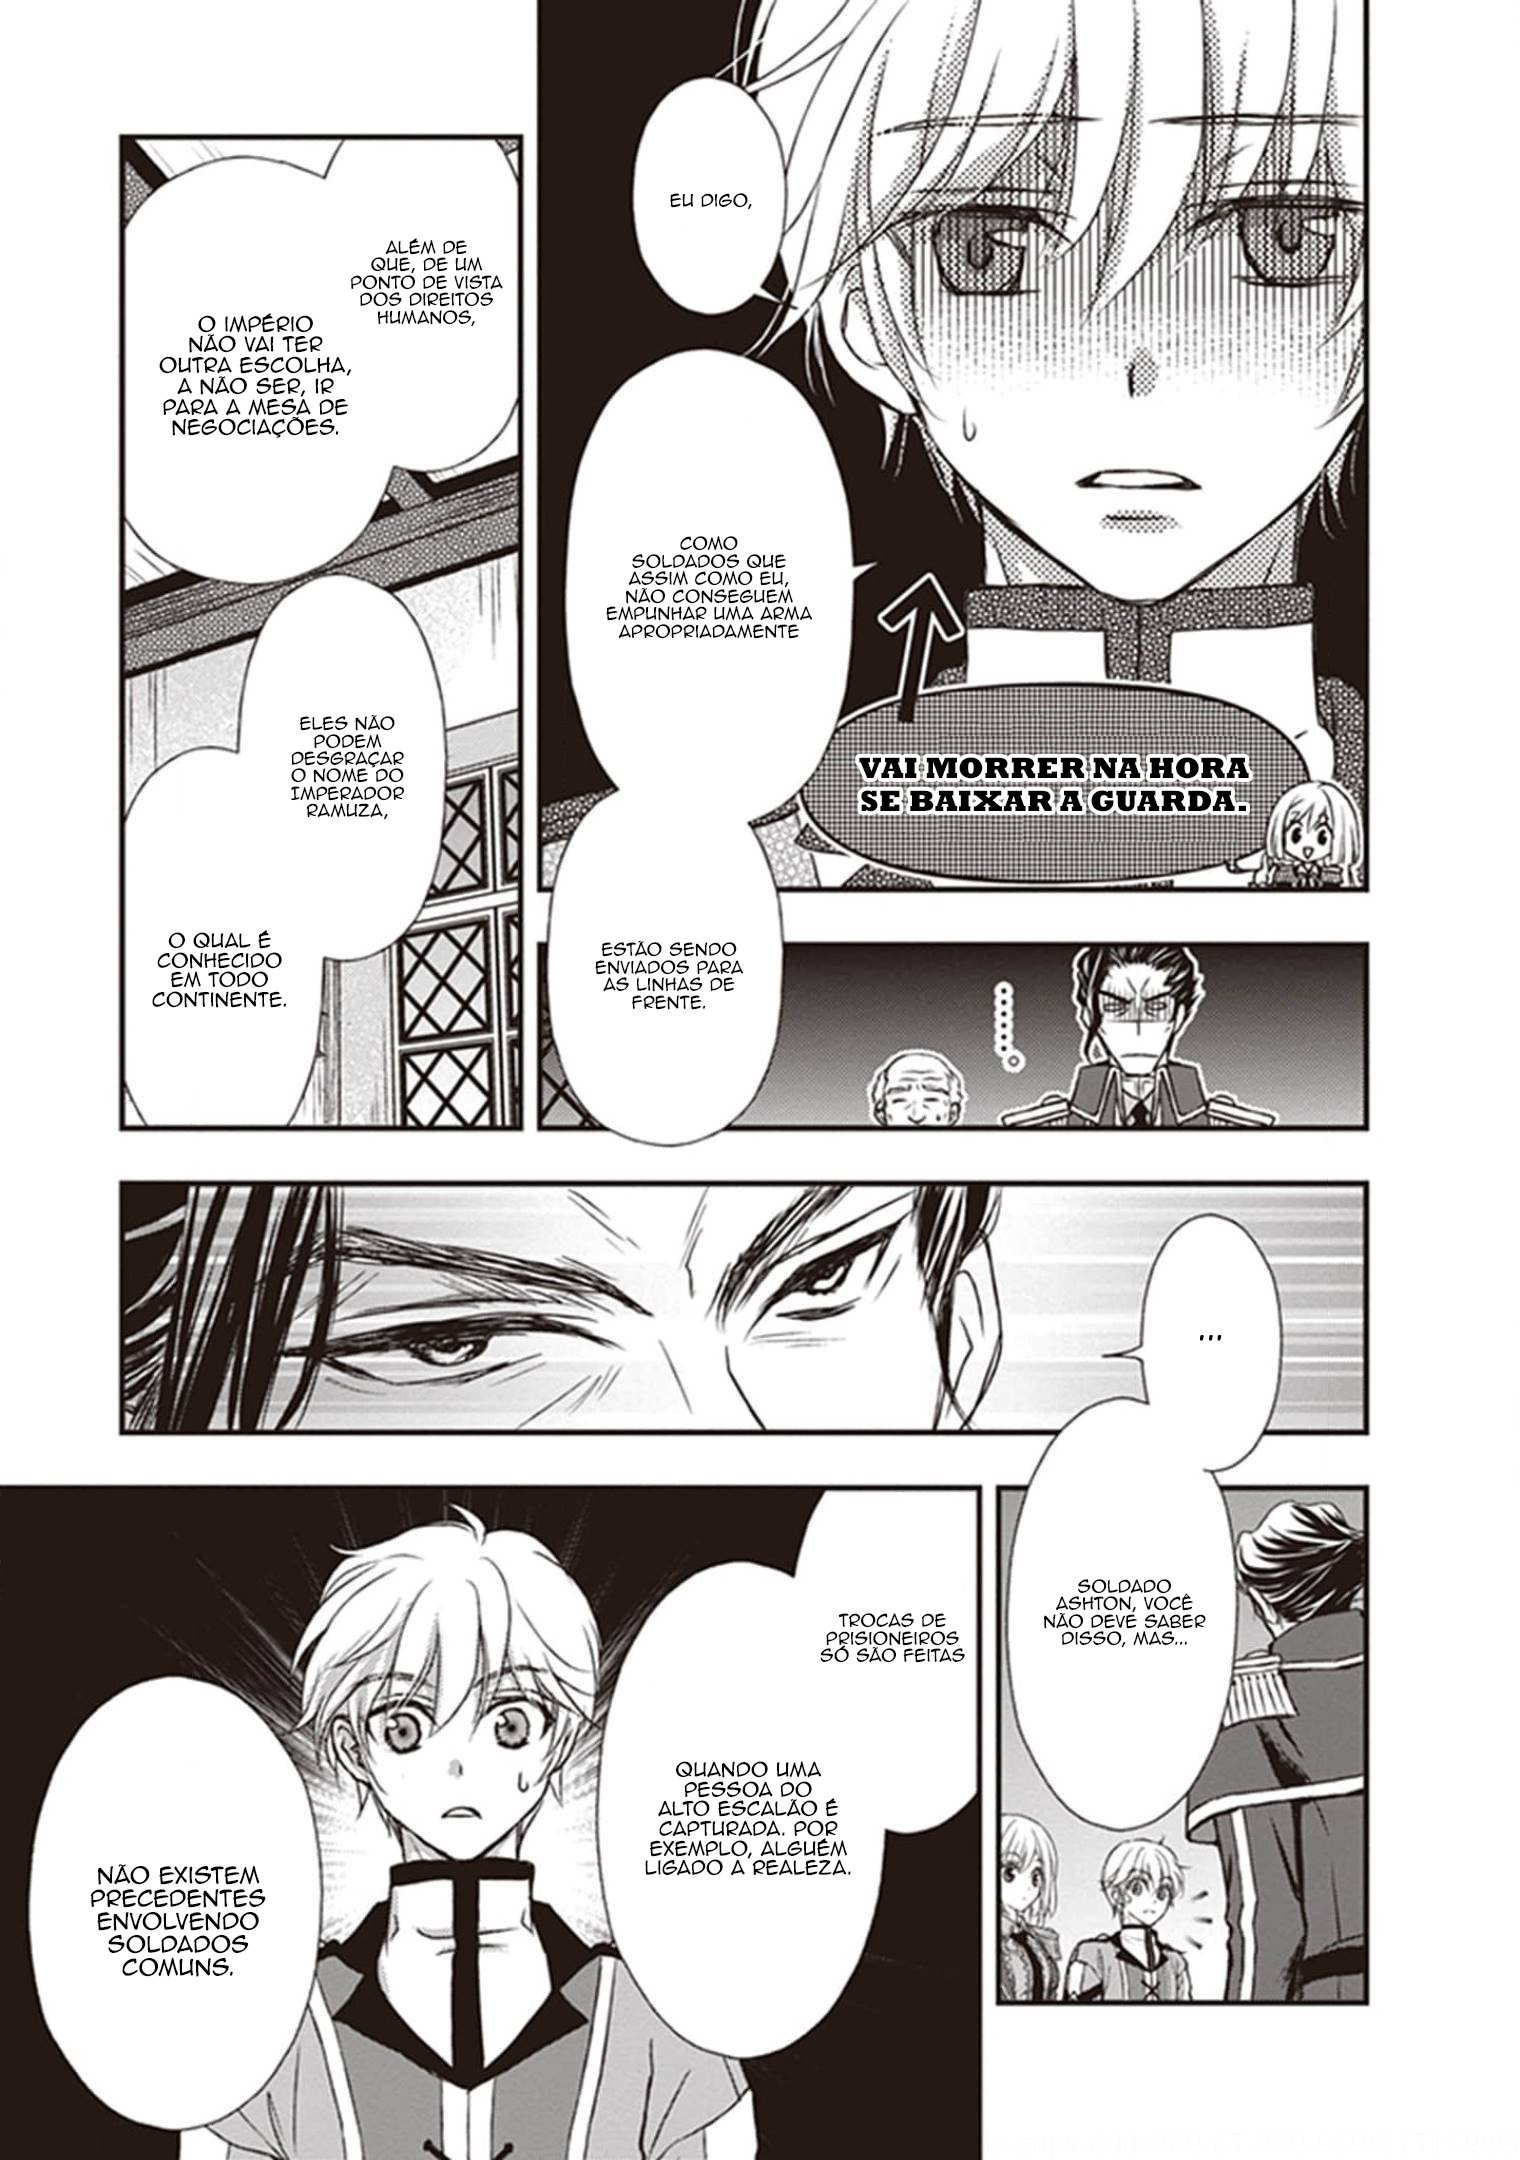 EU DIGO,
COMO
SOLDADOS QUE
ASSIM COMO EU,
NÃO CONSEGUEM
EMPUNHAR UMA ARMA
APROPRIADAMENTE
VAI MORRER NA HORA
SE BAIXAR A GUARDA.
ESTÃO SENDO
ENVIADOS PARA
AS LINHAS DE
FRENTE.
ALÉM DE
QUE, DE UM
PONTO DE VISTA
DOS DIREITOS
HUMANOS,
O IMPÉRIO
NÃO VAI TER
OUTRA ESCOLHA,
A NÃO SER, IR
PARA A MESA DE
NEGOCIAÇÕES.
ELES NÃO
PODEM
DESGRAÇAR
O NOME DO
IMPERADOR
RAMUZA,
O QUAL É
CONHECIDO
EM TODO
CONTINENTE.
...
SOLDADO
ASHTON, VOCÊ
NÃO DEVE SABER
DISSO, MAS...
TROCAS DE
PRISIONEIROS
SÓ SÃO FEITAS
QUANDO UMA
PESSOA DO
ALTO ESCALÃO É
CAPTURADA. POR
EXEMPLO, ALGUÉM
LIGADO A REALEZA.
NÃO EXISTEM
PRECEDENTES
ENVOLVENDO
SOLDADOS
COMUNS.